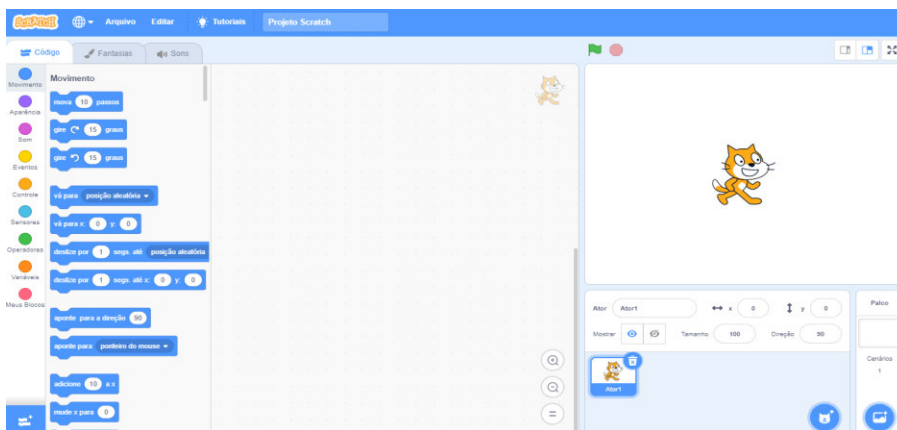 SCRATCH Arquivo Editar Tutoriais Projeto Scratch
Código Fantasias Sons
Movimento
Aparência
Som
Eventos
Controle
Sensores
Operadores
Variáveis
Meus Blocos
Movimento
mova 10 passos
gire 15 graus
gire 15 graus
vá para posição aleatória
vá para x: 0 y: 0
deslize por 1 segs. até posição aleatória
deslize por 1 segs. até x: 0 y: 0
aponte para a direção 90
aponte para ponteiro do mouse
adicione 10 a x
mude x para 0
Ator Ator1 x 0 y 0
Mostrar Tamanho 100 Direção 90
Ator1
Palco
Cenários
1